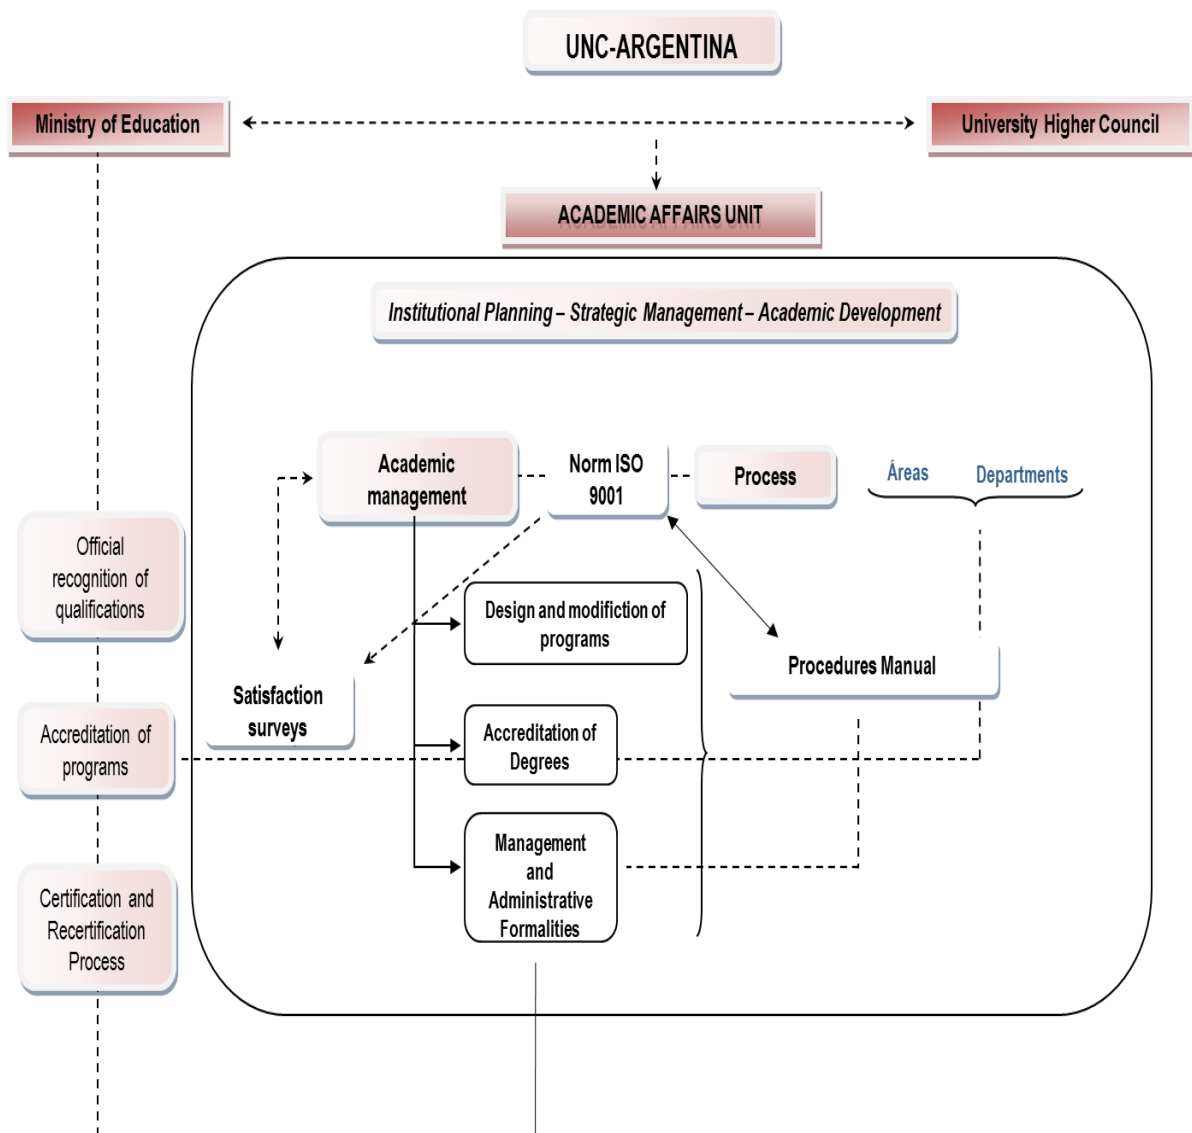 UNC-ARGENTINA
Ministry of Education
University Higher Council
ACADEMIC AFFAIRS UNIT
Institutional Planning – Strategic Management – Academic Development
Academic
management
Norm ISO
9001
Process
Áreas
Departments
Official
recognition of
qualifications
Design and modifiction of
programs
Procedures Manual
Satisfaction
surveys
Accreditation of
programs
Accreditation of
Degrees
Management
and
Administrative
Formalities
Certification and
Recertification
Process